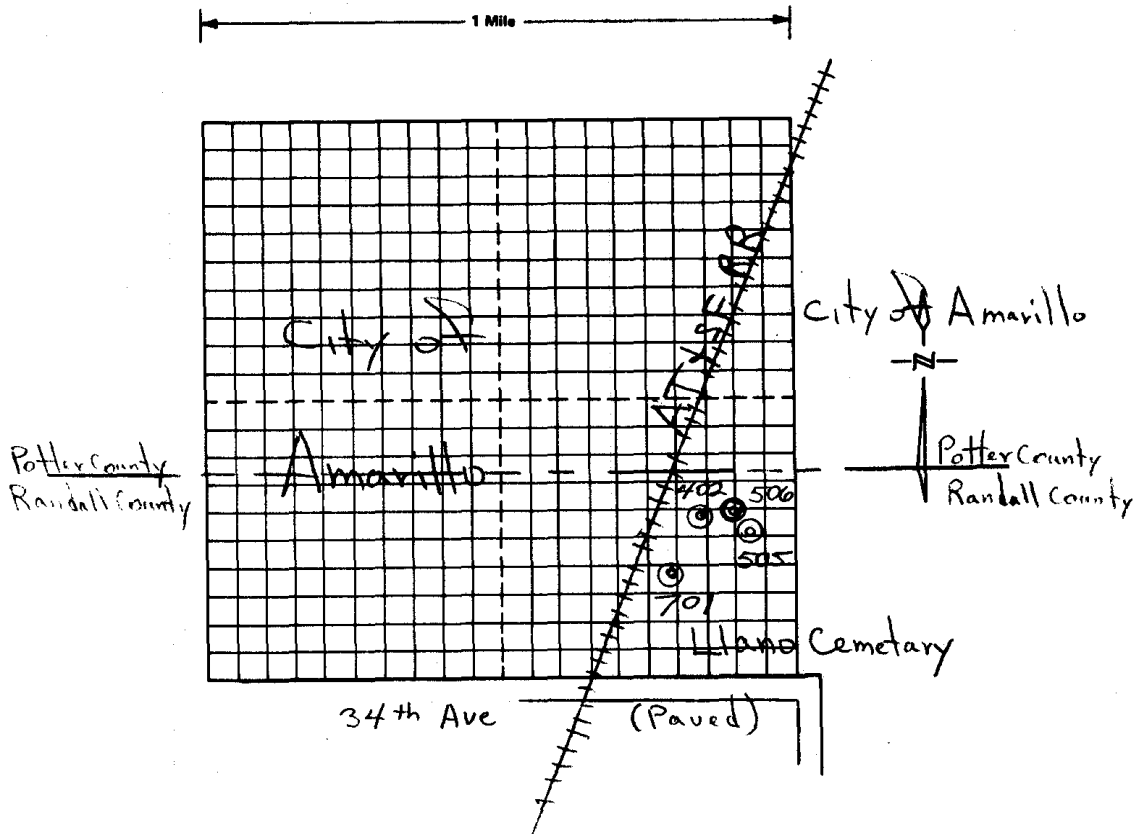 1 Mile
AT&SF RR
City of
Amarillo
City of Amarillo
N
Potter County
Randall County
Potter County
Randall County
402
506
505
701
Llano Cemetary
34th Ave (Paved)